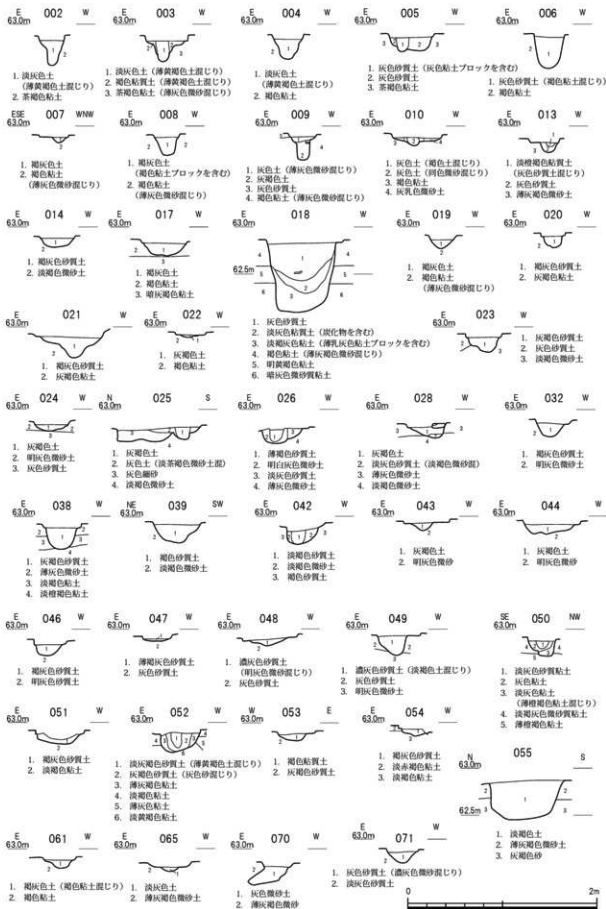 E 002 W
63.0m
1. 淡灰色土
(薄黄褐色土混じり)
2. 茶褐色粘土
E 003 W
63.0m
1. 淡灰色土(薄黄褐色土混じり)
2. 褐色粘質土(薄黄褐色土混じり)
3. 茶褐色粘土(薄灰色微砂混じり)
E 004 W
63.0m
1. 淡灰色土
(薄黄褐色土混じり)
2. 褐色粘土
E 005 W
63.0m
1. 灰色砂質土(灰色粘土ブロックを含む)
2. 灰色砂質土
3. 茶褐色粘土
E 006 W
63.0m
1. 灰色砂質土(褐色粘土混じり)
2. 褐色粘土
ESE 007 WNW
63.0m
1. 褐灰色土
2. 褐色粘土
(薄灰色微砂混じり)
E 008 W
63.0m
1. 褐灰色土
(褐色粘土ブロックを含む)
2. 褐色粘土
(薄灰色微砂混じり)
E 009 W
63.0m
1. 灰色土(薄灰色微砂混じり)
2. 灰褐色土
3. 灰色砂質土
4. 褐色粘土(薄灰色微砂混じり)
E 010 W
63.0m
1. 灰色土(褐色土混じり)
2. 灰色土(同色微砂混じり)
3. 褐色粘土
4. 灰乳色微砂土
E 013 W
63.0m
1. 淡橙褐色粘質土
(灰色砂質土混じり)
2. 灰色砂質土
3. 薄褐色微砂土
E 014 W
63.0m
1. 褐灰色砂質土
2. 淡褐色微砂土
E 017 W
63.0m
1. 褐灰色土
2. 褐色粘土
3. 暗灰褐色粘土
E 018 W
63.0m
62.5m
1. 灰色砂質土
2. 淡灰色粘質土(炭化物を含む)
3. 淡褐色粘土(薄乳灰色粘土ブロックを含む)
4. 褐色粘土(薄灰褐色微砂混じり)
5. 明黄褐色粘土
6. 暗灰色微砂質粘土
E 019 W
63.0m
1. 褐灰色土
2. 褐色粘土
(薄灰色微砂混じり)
E 020 W
63.0m
1. 褐灰色土
2. 灰褐色粘土
E 021 W
63.0m
1. 褐灰色砂質土
2. 灰褐色粘土
E 022 W
63.0m
1. 灰褐色土
2. 褐色粘土
E 023 W
63.0m
1. 灰褐色砂質土
2. 灰色砂質土
3. 淡褐色微砂土
E 024 W
63.0m
1. 灰褐色土
2. 明灰色微砂土
3. 灰色砂質土
N 025 S
63.0m
1. 灰褐色土
2. 灰色土(淡茶褐色微砂土混)
3. 灰色細砂
4. 淡褐色微砂土
E 026 W
63.0m
1. 薄褐色砂質土
2. 明白灰色微砂土
3. 淡灰色砂質土
4. 薄灰色微砂土
E 028 W
63.0m
1. 灰褐色土
2. 淡灰色砂質土(淡褐色微砂混)
3. 薄褐色微砂土
4. 淡褐色微砂土
E 032 W
63.0m
1. 灰褐色砂質土
2. 明灰色微砂土
E 038 W
63.0m
1. 灰褐色砂質土
2. 薄灰色微砂土
3. 淡褐色粘土
4. 淡橙褐色粘土
NE 039 SW
63.0m
1. 褐色砂質土
2. 淡褐色微砂土
E 042 W
63.0m
1. 淡褐色砂質土
2. 淡褐色微砂土
3. 褐色砂質土
E 043 W
63.0m
1. 灰褐色土
2. 明灰色微砂
E 044 W
63.0m
1. 灰褐色土
2. 明灰色微砂
E 046 W
63.0m
1. 褐灰色砂質土
2. 明灰色砂質土
E 047 W
63.0m
1. 薄褐灰色砂質土
2. 灰色砂質土
E 048 W
63.0m
1. 濃灰色砂質土
(明灰色微砂混じり)
2. 灰色砂質土
E 049 W
63.0m
1. 濃灰色砂質土(淡褐色土混じり)
2. 灰色砂質土
3. 明灰色微砂土
SE 050 NW
63.0m
1. 淡灰色砂質粘土
2. 灰色粘土
3. 淡灰色粘土
(薄橙褐色粘土混じり)
4. 淡褐灰色微砂質粘土
5. 薄橙色粘土
E 051 W
63.0m
1. 褐灰色砂質土
2. 淡褐色粘土
E 052 W
63.0m
1. 淡灰褐色砂質土(薄黄褐色土混じり)
2. 灰褐色砂質土(灰色砂混じり)
3. 薄灰褐色粘土
4. 淡褐色粘土
5. 薄灰色粘土
6. 淡黄褐色粘土
W 053 E
63.0m
1. 褐色粘質土
2. 灰褐色砂質土
E 054 W
63.0m
1. 褐灰色砂質土
2. 淡赤褐色粘土
3. 淡褐色粘土
N 055 S
63.0m
62.5m
1. 淡褐色土
2. 薄灰褐色砂質土
3. 灰褐色砂
E 061 W
63.0m
1. 褐灰色土(褐色粘土混じり)
2. 褐色粘土
E 065 W
63.0m
1. 淡灰色土
2. 薄灰褐色微砂土
E 070 W
63.0m
1. 灰色微砂土
2. 薄灰褐色微砂
E 071 W
63.0m
1. 灰色砂質土(濃灰色微砂混じり)
2. 淡灰色砂質土
0 2m